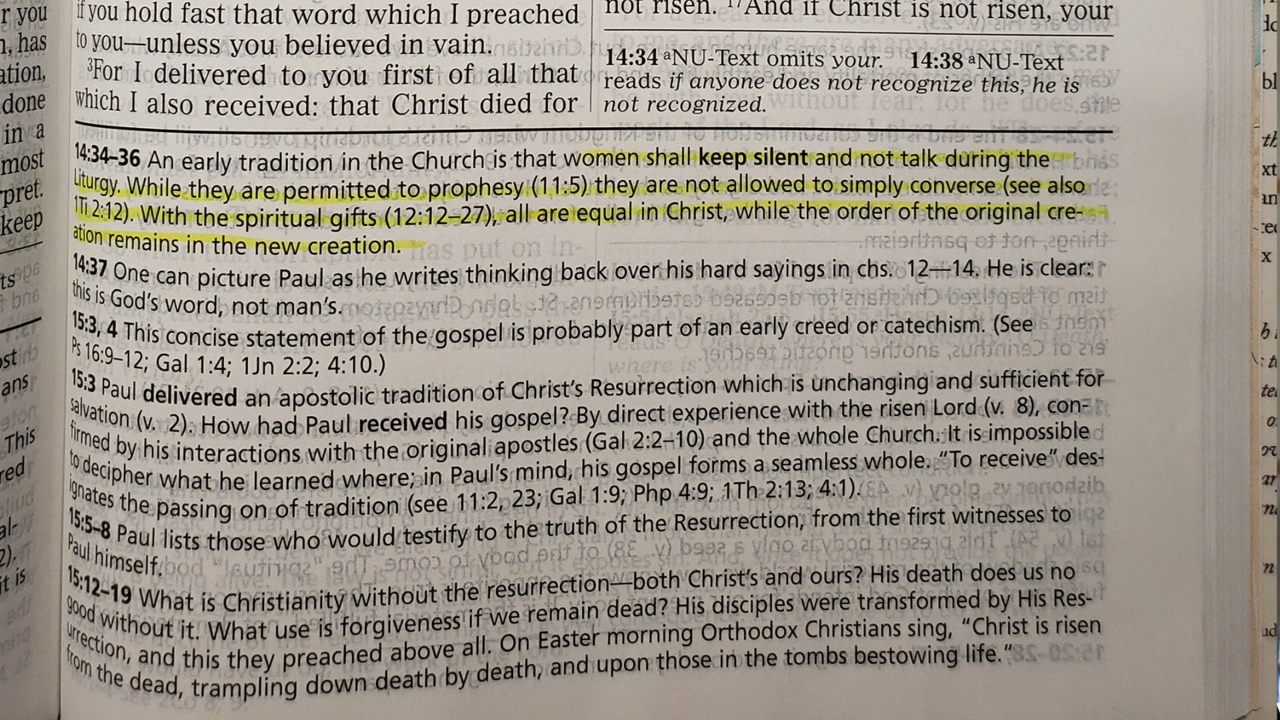 r you
, has
ation,
done
in a
most
pret.
keep
ts
ost
ans
This
red
al-
2).
it is
if you hold fast that word which I preached
to you—unless you believed in vain.
3For I delivered to you first of all that
which I also received: that Christ died for
not risen. 17And if Christ is not risen, your
14:34 aNU-Text omits your. 14:38 aNU-Text
reads if anyone does not recognize this, he is
not recognized.
14:34–36 An early tradition in the Church is that women shall keep silent and not talk during the
Liturgy. While they are permitted to prophesy (11:5) they are not allowed to simply converse (see also
1Ti 2:12). With the spiritual gifts (12:12–27), all are equal in Christ, while the order of the original cre-
ation remains in the new creation.
14:37 One can picture Paul as he writes thinking back over his hard sayings in chs. 12—14. He is clear:
this is God's word, not man's.
15:3, 4 This concise statement of the gospel is probably part of an early creed or catechism. (See
Ps 16:9–12; Gal 1:4; 1Jn 2:2; 4:10.)
15:3 Paul delivered an apostolic tradition of Christ's Resurrection which is unchanging and sufficient for
salvation (v. 2). How had Paul received his gospel? By direct experience with the risen Lord (v. 8), con-
firmed by his interactions with the original apostles (Gal 2:2–10) and the whole Church. It is impossible
to decipher what he learned where; in Paul's mind, his gospel forms a seamless whole. “To receive” des-
ignates the passing on of tradition (see 11:2, 23; Gal 1:9; Php 4:9; 1Th 2:13; 4:1).
15:5–8 Paul lists those who would testify to the truth of the Resurrection, from the first witnesses to
Paul himself.
15:12–19 What is Christianity without the resurrection—both Christ's and ours? His death does us no
good without it. What use is forgiveness if we remain dead? His disciples were transformed by His Res-
urrection, and this they preached above all. On Easter morning Orthodox Christians sing, “Christ is risen
from the dead, trampling down death by death, and upon those in the tombs bestowing life.”